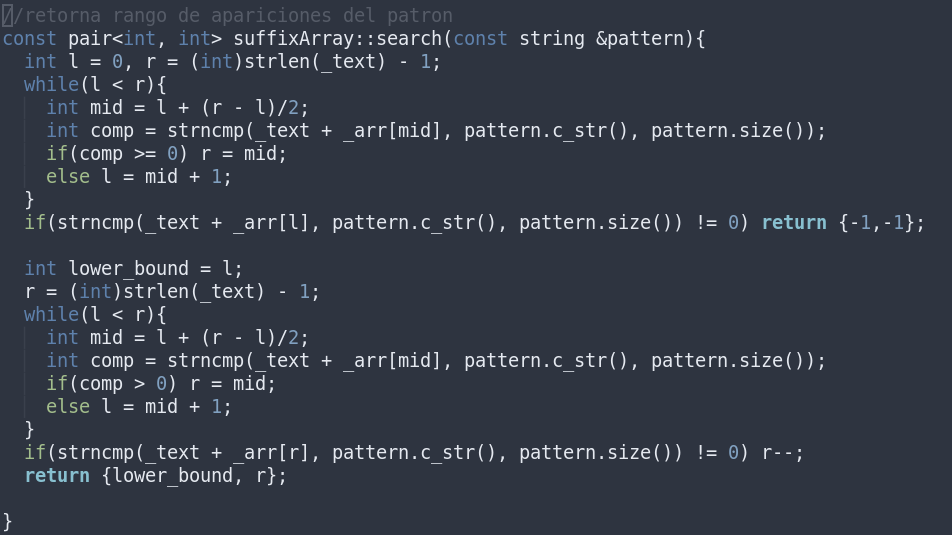 //retorna rango de apariciones del patron
const pair<int, int> suffixArray::search(const string &pattern){
  int l = 0, r = (int)strlen(_text) - 1;
  while(l < r){
    int mid = l + (r - l)/2;
    int comp = strncmp(_text + _arr[mid], pattern.c_str(), pattern.size());
    if(comp >= 0) r = mid;
    else l = mid + 1;
  }
  if(strncmp(_text + _arr[l], pattern.c_str(), pattern.size()) != 0) return {-1,-1};

  int lower_bound = l;
  r = (int)strlen(_text) - 1;
  while(l < r){
    int mid = l + (r - l)/2;
    int comp = strncmp(_text + _arr[mid], pattern.c_str(), pattern.size());
    if(comp > 0) r = mid;
    else l = mid + 1;
  }
  if(strncmp(_text + _arr[r], pattern.c_str(), pattern.size()) != 0) r--;
  return {lower_bound, r};

}